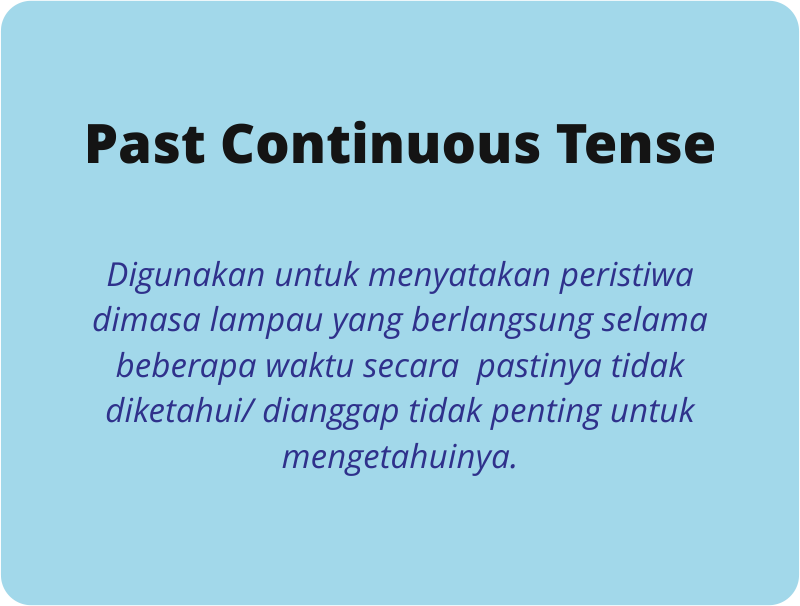 Past Continuous Tense
Digunakan untuk menyatakan peristiwa
dimasa lampau yang berlangsung selama
beberapa waktu secara  pastinya tidak
diketahui/ dianggap tidak penting untuk
mengetahuinya.